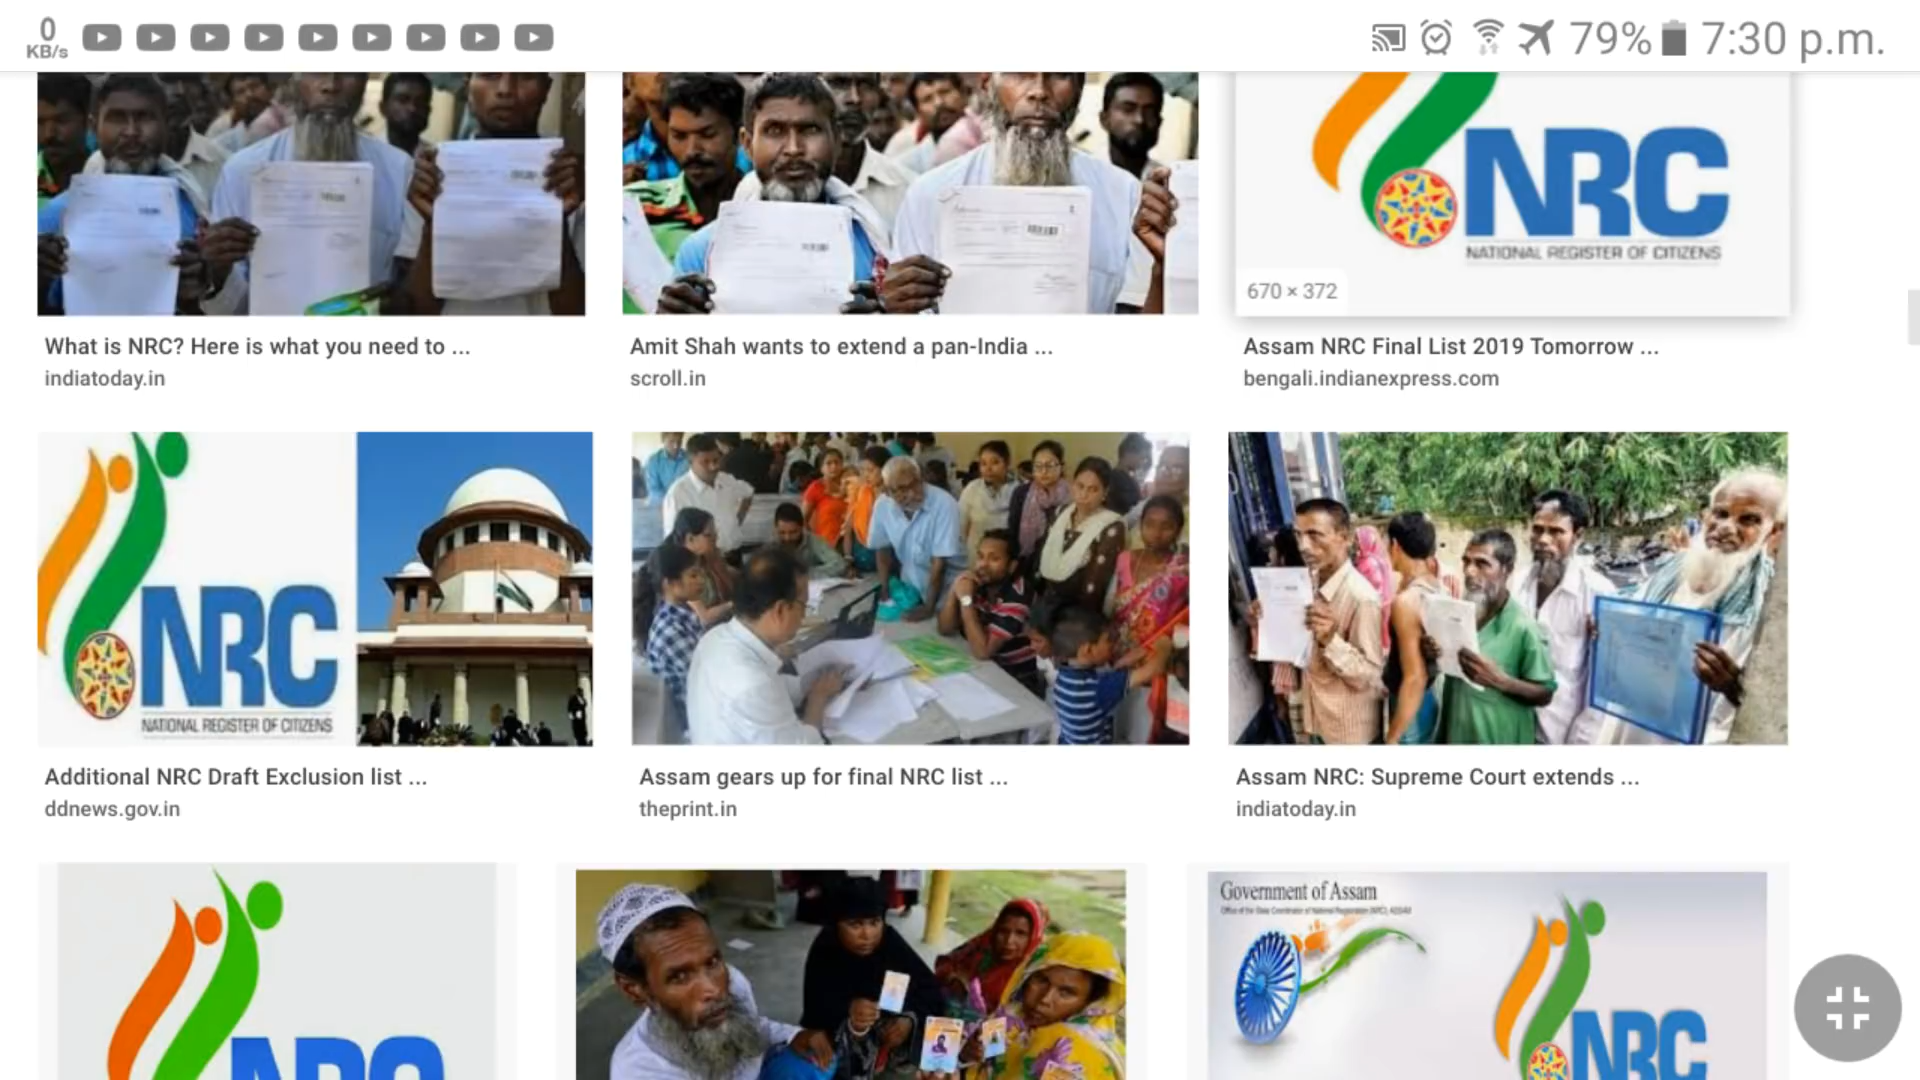 0
KB/s
79%
7:30 p.m.
NRC
NATIONAL REGISTER OF CITIZENS
670 × 372
What is NRC? Here is what you need to ...
indiatoday.in
Amit Shah wants to extend a pan-India ...
scroll.in
Assam NRC Final List 2019 Tomorrow ...
bengali.indianexpress.com
NRC
NATIONAL REGISTER OF CITIZENS
Additional NRC Draft Exclusion list ...
ddnews.gov.in
Assam gears up for final NRC list ...
theprint.in
Assam NRC: Supreme Court extends ...
indiatoday.in
NRC
Government of Assam
NRC